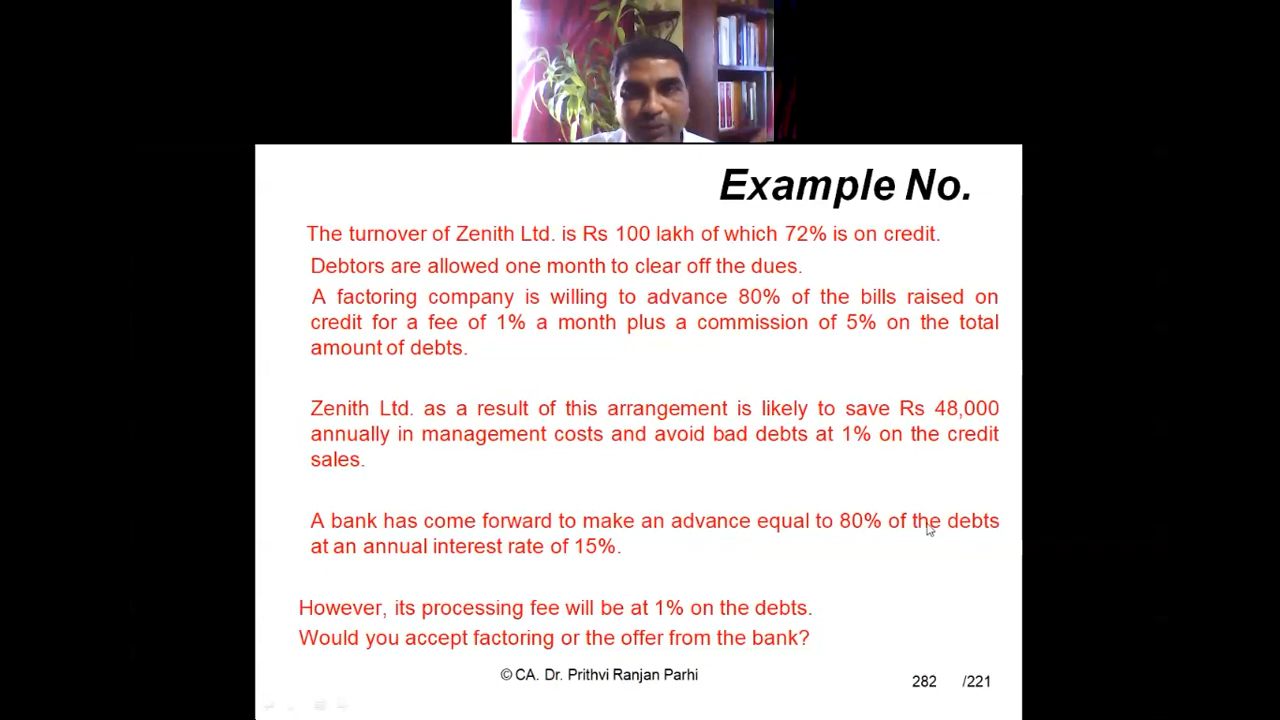 Example No.
The turnover of Zenith Ltd. is Rs 100 lakh of which 72% is on credit.
Debtors are allowed one month to clear off the dues.
A factoring company is willing to advance 80% of the bills raised on
credit for a fee of 1% a month plus a commission of 5% on the total
amount of debts.
Zenith Ltd. as a result of this arrangement is likely to save Rs 48,000
annually in management costs and avoid bad debts at 1% on the credit
sales.
A bank has come forward to make an advance equal to 80% of the debts
at an annual interest rate of 15%.
However, its processing fee will be at 1% on the debts.
Would you accept factoring or the offer from the bank?
© CA. Dr. Prithvi Ranjan Parhi
282 /221